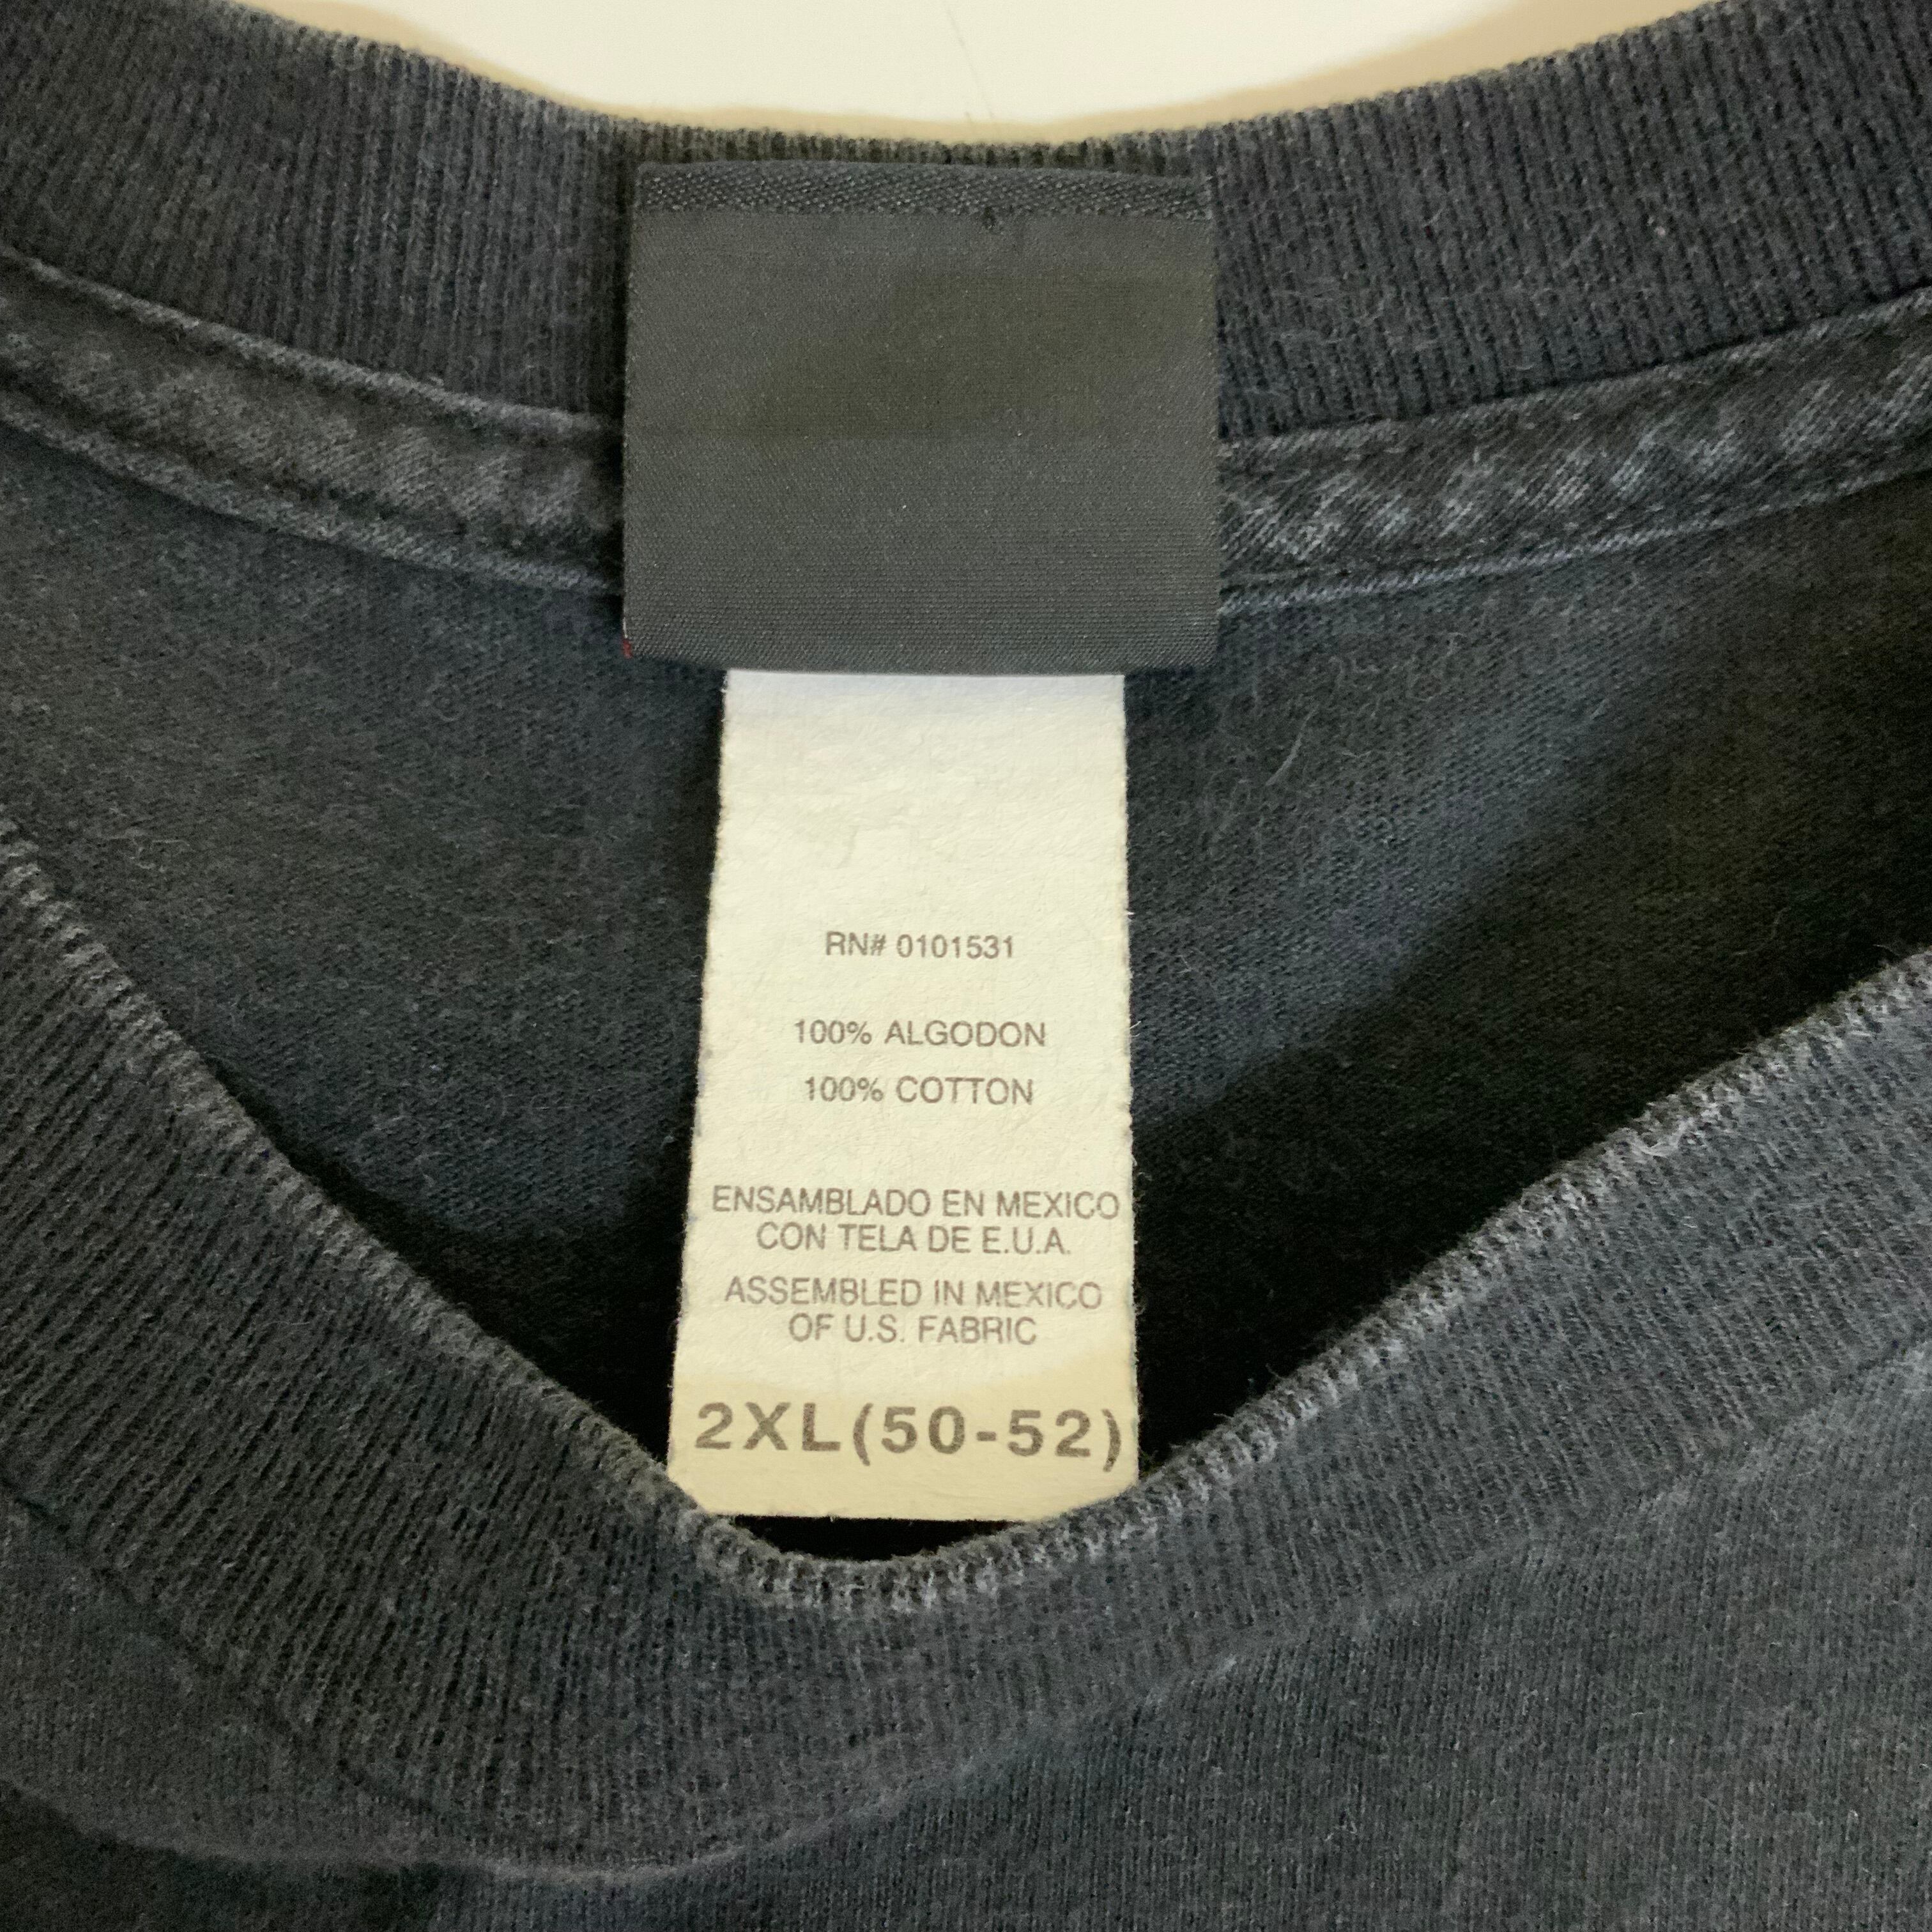 RN# 0101531
100% ALGODON
100% COTTON
ENSAMBLADO EN MEXICO
CON TELA DE E.U.A.
ASSEMBLED IN MEXICO
OF U.S. FABRIC
2XL(50-52)